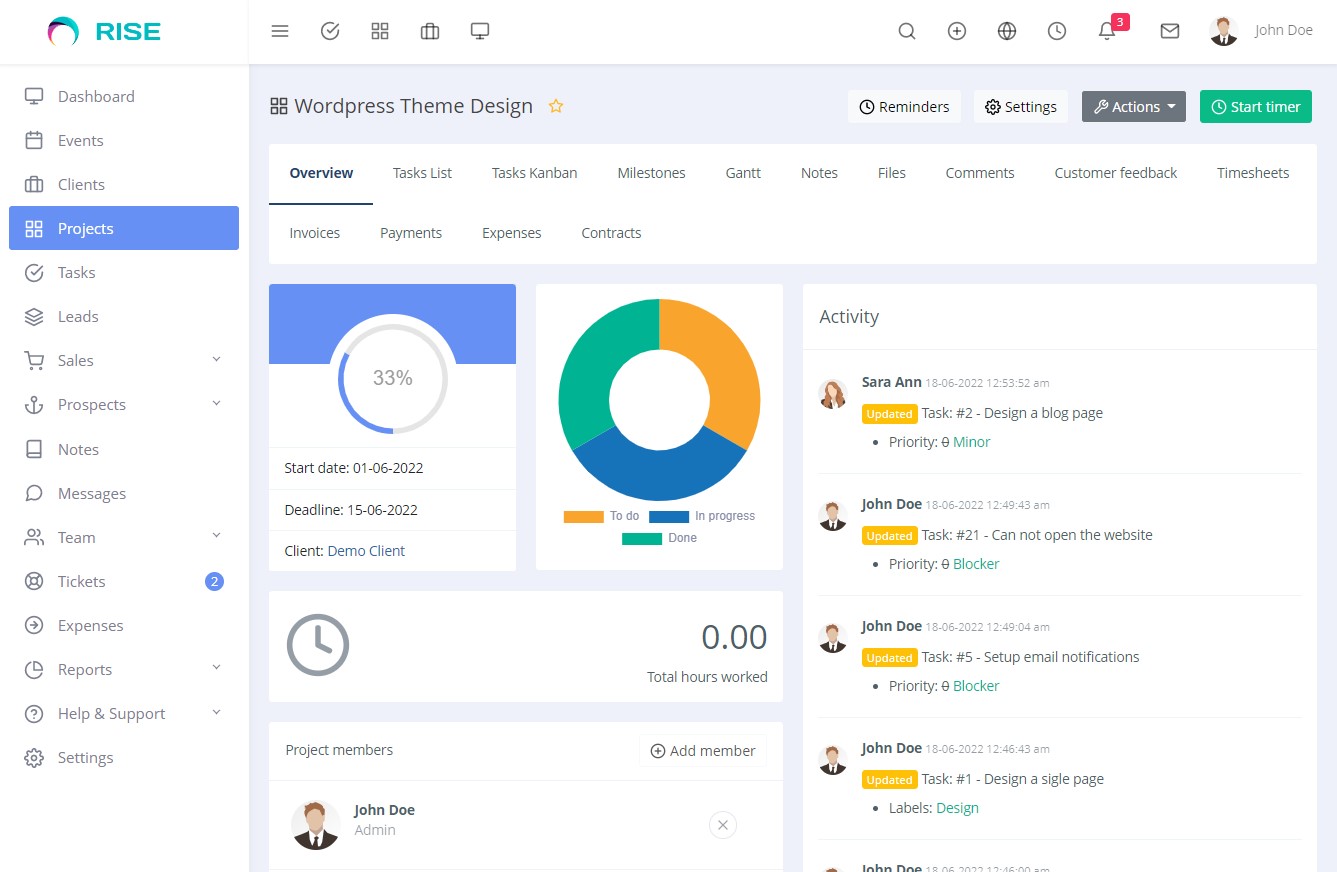 RISE
3
John Doe
Dashboard
Events
Clients
Projects
Tasks
Leads
Sales
Prospects
Notes
Messages
Team
Tickets
2
Expenses
Reports
Help & Support
Settings
Wordpress Theme Design
Reminders
Settings
Actions
Start timer
Overview
Tasks List
Tasks Kanban
Milestones
Gantt
Notes
Files
Comments
Customer feedback
Timesheets
Invoices
Payments
Expenses
Contracts
33%
Start date: 01-06-2022
Deadline: 15-06-2022
Client: Demo Client
To do
In progress
Done
0.00
Total hours worked
Project members
Add member
John Doe
Admin
Activity
Sara Ann 18-06-2022 12:53:52 am
Updated Task: #2 - Design a blog page
• Priority: 0 Minor
John Doe 18-06-2022 12:49:43 am
Updated Task: #21 - Can not open the website
• Priority: 0 Blocker
John Doe 18-06-2022 12:49:04 am
Updated Task: #5 - Setup email notifications
• Priority: 0 Blocker
John Doe 18-06-2022 12:46:43 am
Updated Task: #1 - Design a sigle page
• Labels: Design
John Doe 18-06-2022 12:46:00 am